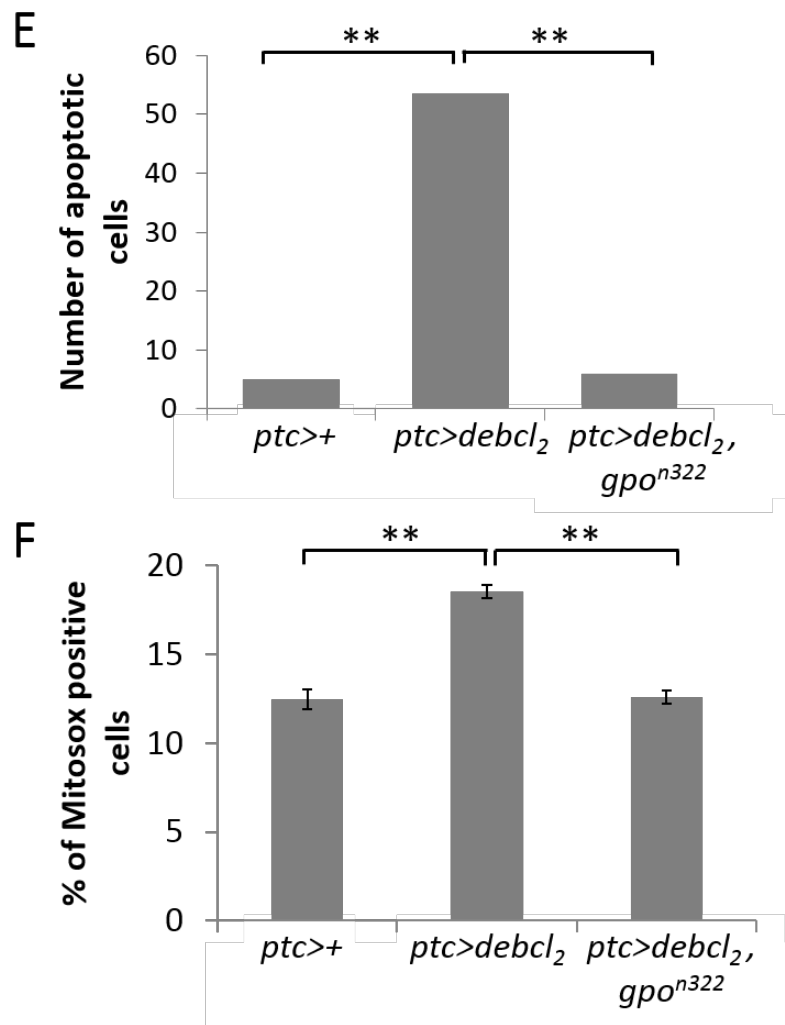 E
** **
Number of apoptotic
cells
60
50
40
30
20
10
0
ptc>+ ptc>debcl₂ ptc>debcl₂,
gpoⁿ³²²
F
** **
% of Mitosox positive
cells
20
15
10
5
0
ptc>+ ptc>debcl₂ ptc>debcl₂,
gpoⁿ³²²